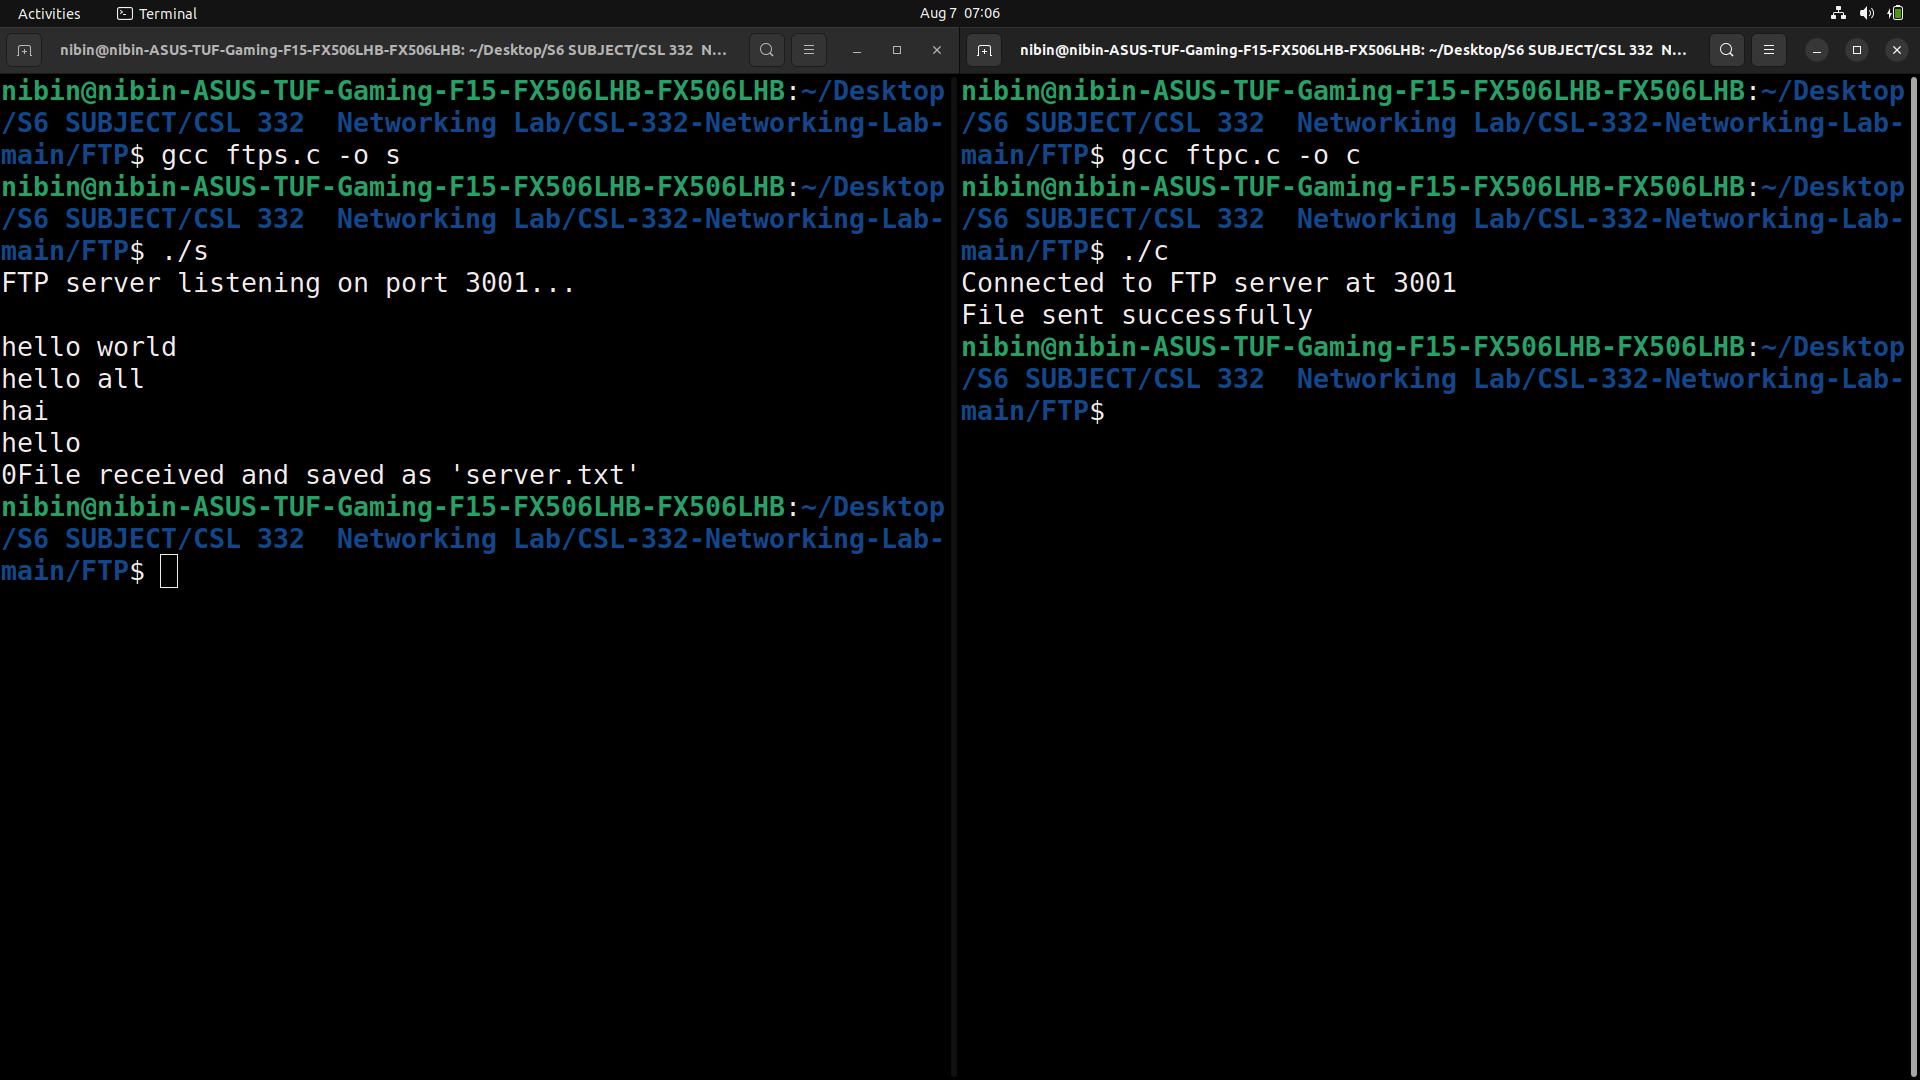 Activities Terminal Aug 7 07:06
nibin@nibin-ASUS-TUF-Gaming-F15-FX506LHB-FX506LHB: ~/Desktop/S6 SUBJECT/CSL 332  N...
nibin@nibin-ASUS-TUF-Gaming-F15-FX506LHB-FX506LHB:~/Desktop
/S6 SUBJECT/CSL 332  Networking Lab/CSL-332-Networking-Lab-
main/FTP$ gcc ftps.c -o s
nibin@nibin-ASUS-TUF-Gaming-F15-FX506LHB-FX506LHB:~/Desktop
/S6 SUBJECT/CSL 332  Networking Lab/CSL-332-Networking-Lab-
main/FTP$ ./s
FTP server listening on port 3001...
hello world
hello all
hai
hello
0File received and saved as 'server.txt'
nibin@nibin-ASUS-TUF-Gaming-F15-FX506LHB-FX506LHB:~/Desktop
/S6 SUBJECT/CSL 332  Networking Lab/CSL-332-Networking-Lab-
main/FTP$
nibin@nibin-ASUS-TUF-Gaming-F15-FX506LHB-FX506LHB: ~/Desktop/S6 SUBJECT/CSL 332  N...
nibin@nibin-ASUS-TUF-Gaming-F15-FX506LHB-FX506LHB:~/Desktop
/S6 SUBJECT/CSL 332  Networking Lab/CSL-332-Networking-Lab-
main/FTP$ gcc ftpc.c -o c
nibin@nibin-ASUS-TUF-Gaming-F15-FX506LHB-FX506LHB:~/Desktop
/S6 SUBJECT/CSL 332  Networking Lab/CSL-332-Networking-Lab-
main/FTP$ ./c
Connected to FTP server at 3001
File sent successfully
nibin@nibin-ASUS-TUF-Gaming-F15-FX506LHB-FX506LHB:~/Desktop
/S6 SUBJECT/CSL 332  Networking Lab/CSL-332-Networking-Lab-
main/FTP$